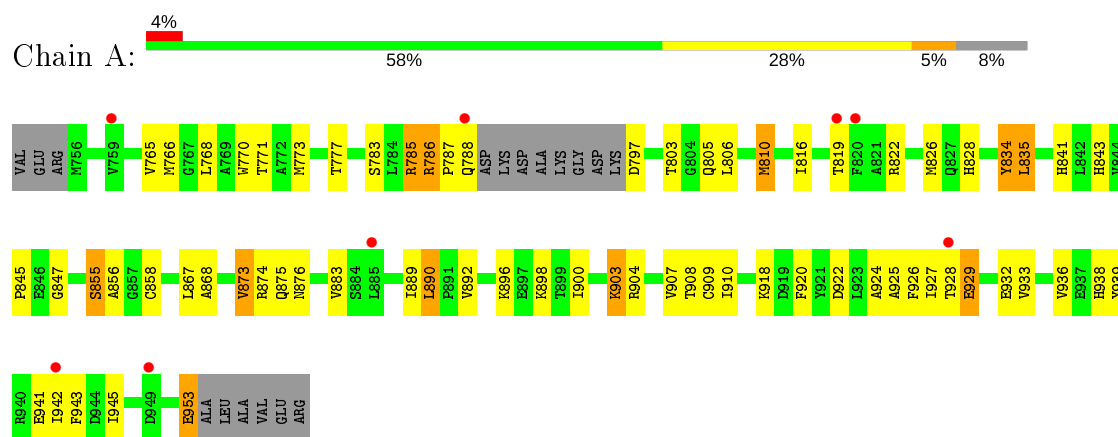 4%
Chain A:
58% 28% 5% 8%
VAL GLU ARG M756 V759 V765 M766 G767 L768 A769 W770 T771 A772 M773 T777 S783 L784 R785 R786 P787 Q788 ASP LYS ASP ALA LYS GLY ASP LYS D797 T803 G804 Q805 L806 M810 I816 T819 F820 A821 R822 M826 Q827 H828 Y834 L835 H841 L842 H843 V844
P845 E846 G847 S855 A856 G857 C858 L867 A868 V873 R874 Q875 N876 V883 S884 L885 I889 L890 P891 V892 K896 E897 K898 T899 I900 K903 R904 V907 T908 C909 I910 K918 D919 F920 Y921 D922 L923 A924 A925 F926 I927 T928 E929 E932 V933 V936 E937 H938 Y939
R940 E941 I942 F943 D944 I945 D949 E953 ALA LEU ALA VAL GLU ARG